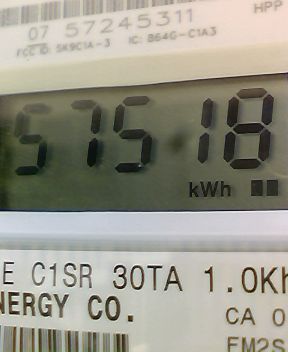 HPP
07 57245311
FCC ID: SK9C1A-3 IC: 864G-C1A3
57518
kWh
E C1SR 30TA 1.0Kh
NERGY CO.
CA 0
FM2S